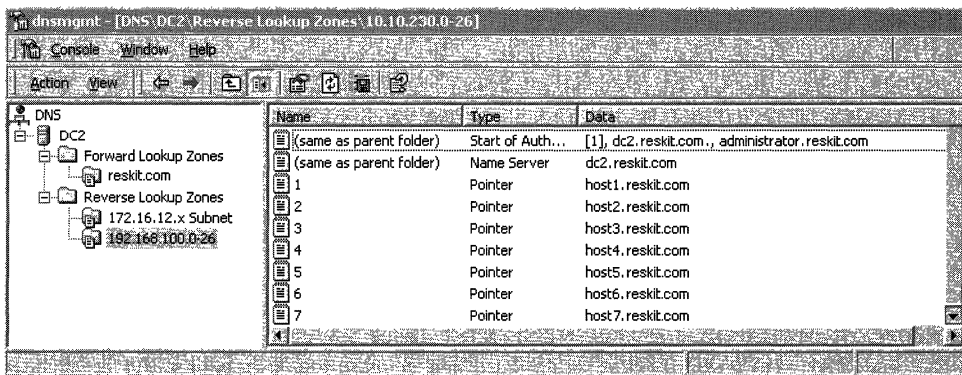 dnsmgmt - [DNS\DC2\Reverse Lookup Zones\10.10.230.0-26]
Console Window Help
Action View
DNS
DC2
Forward Lookup Zones
reskit.com
Reverse Lookup Zones
172.16.12.x Subnet
192.168.100.0-26
Name Type Data
(same as parent folder) Start of Auth... [1], dc2.reskit.com., administrator.reskit.com
(same as parent folder) Name Server dc2.reskit.com
1 Pointer host1.reskit.com
2 Pointer host2.reskit.com
3 Pointer host3.reskit.com
4 Pointer host4.reskit.com
5 Pointer host5.reskit.com
6 Pointer host6.reskit.com
7 Pointer host7.reskit.com